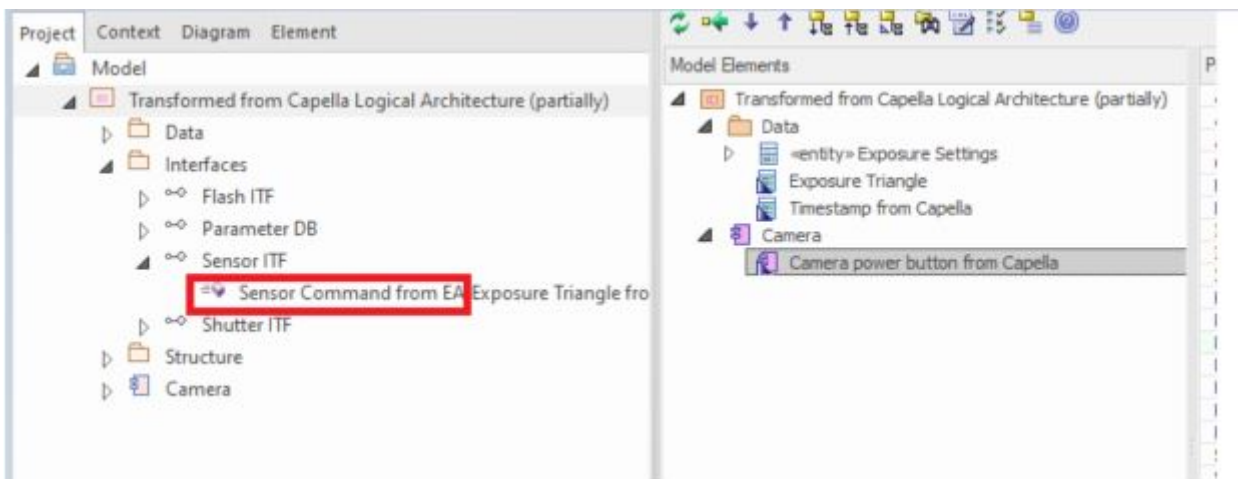 Project Context Diagram Element
Model
Transformed from Capella Logical Architecture (partially)
Data
Interfaces
Flash ITF
Parameter DB
Sensor ITF
Sensor Command from EA Exposure Triangle fro
Shutter ITF
Structure
Camera
Model Elements
P
Transformed from Capella Logical Architecture (partially)
Data
«entity» Exposure Settings
Exposure Triangle
Timestamp from Capella
Camera
Camera power button from Capella